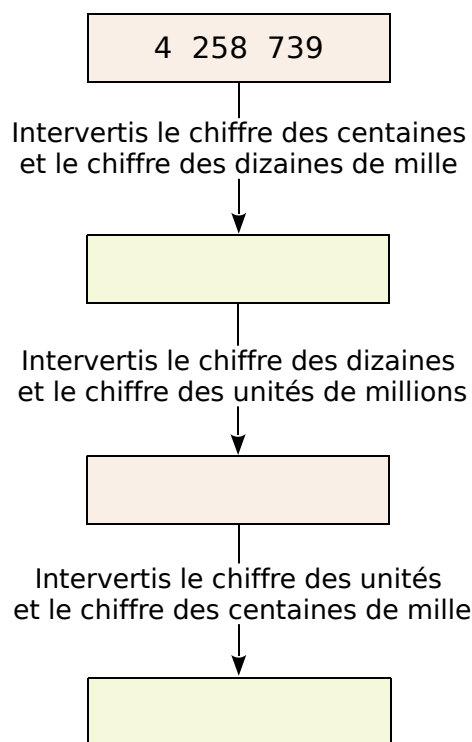 4 258 739
Intervertis le chiffre des centaines
et le chiffre des dizaines de mille
Intervertis le chiffre des dizaines
et le chiffre des unités de millions
Intervertis le chiffre des unités
et le chiffre des centaines de mille